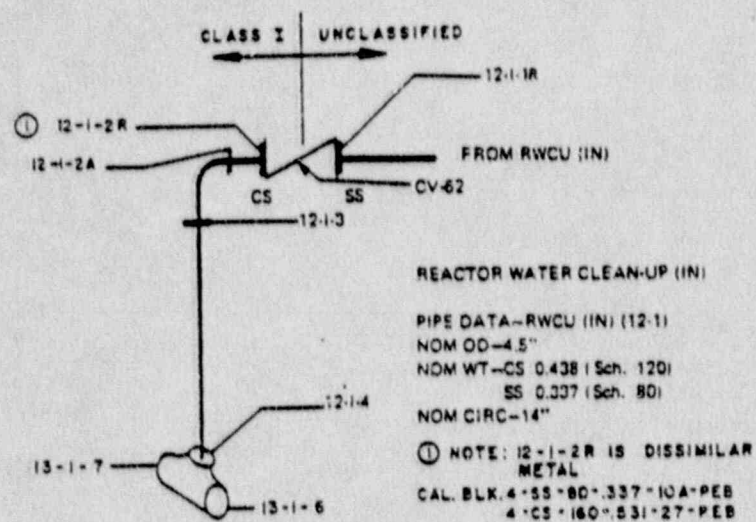 CLASS I UNCLASSIFIED
12-1-1R
① 12-1-2R
12-1-2A
FROM RWCU (IN)
CS SS CV-62
12-1-3
REACTOR WATER CLEAN-UP (IN)
PIPE DATA-RWCU (IN) (12-1)
NOM OD-4.5"
NOM WT-CS 0.438 (Sch. 120)
SS 0.337 (Sch. 80)
NOM CIRC-14"
12-1-4
① NOTE: 12-1-2R IS DISSIMILAR
METAL
13-1-7
13-1-6
CAL. BLK. 4-SS-80-.337-10A-PEB
4-CS-160-.531-27-PEB